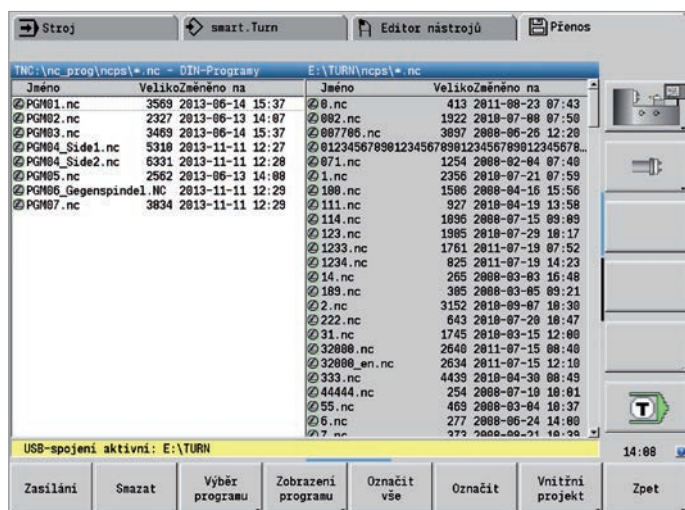 Stroj
smart.Turn
Editor nástrojů
Přenos
TNC:\nc_prog\ncps\*.nc - DIN-Programy
Jméno VelikoZměněno na
PGM01.nc 3569 2013-06-14 15:37
PGM02.nc 2327 2013-06-13 14:07
PGM03.nc 3469 2013-06-14 15:37
PGM04_Side1.nc 5310 2013-11-11 12:27
PGM04_Side2.nc 6331 2013-11-11 12:28
PGM05.nc 2562 2013-06-13 14:08
PGM06_Gegenspindel.NC 2013-11-11 12:29
PGM07.nc 3834 2013-11-11 12:29
E:\TURN\ncps\*.nc
Jméno VelikoZměněno na
0.nc 413 2011-08-23 07:43
002.nc 1922 2010-07-08 07:50
007706.nc 3097 2008-06-26 12:20
01234567890123456789012345678901234567​8…
071.nc 1254 2008-02-04 07:40
1.nc 2356 2010-07-21 07:59
100.nc 1506 2008-04-16 15:56
111.nc 927 2010-04-19 13:58
114.nc 1096 2008-07-15 09:09
123.nc 1905 2010-07-29 10:17
1233.nc 1761 2011-07-19 07:52
1234.nc 825 2011-07-19 14:23
14.nc 265 2008-03-03 16:48
189.nc 305 2008-03-05 09:21
2.nc 3152 2010-09-07 10:30
222.nc 643 2010-07-20 10:47
31.nc 1745 2010-03-15 12:00
32000.nc 2640 2011-07-15 08:40
32000_en.nc 2634 2011-07-15 12:10
333.nc 4439 2010-04-30 08:49
44444.nc 254 2008-07-10 10:01
55.nc 469 2008-03-04 10:37
6.nc 277 2008-06-24 14:00
7.nc 373 2008-08-21 10:39
T
USB-spojení aktivní: E:\TURN
14:08
Zasílání
Smazat
Výběr programu
Zobrazení programu
Označit vše
Označit
Vnitřní projekt
Zpet